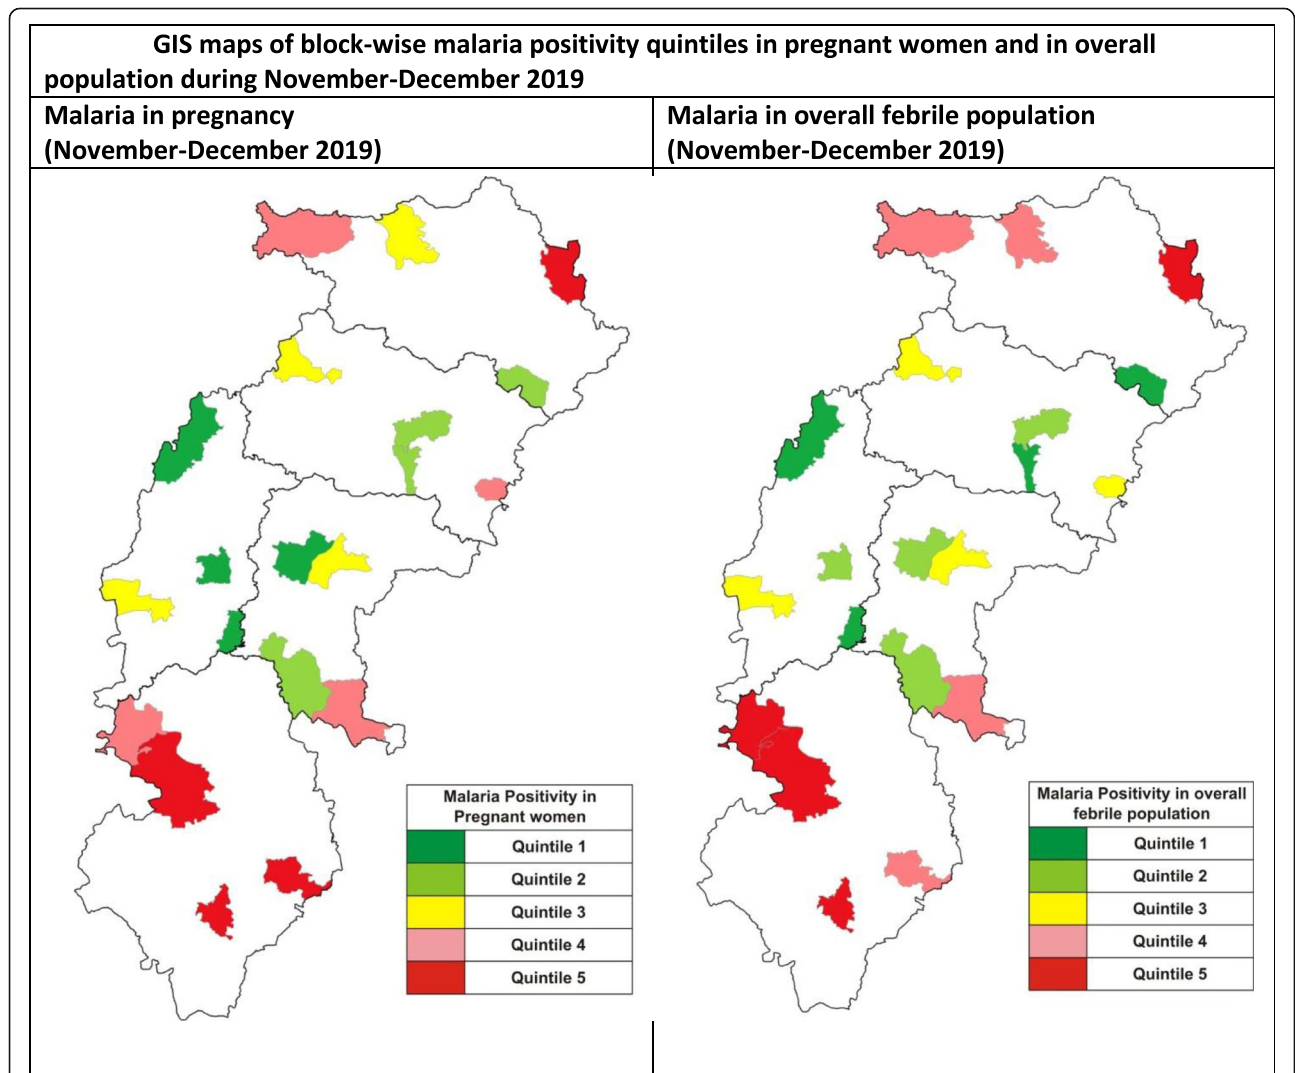 GIS maps of block-wise malaria positivity quintiles in pregnant women and in overall
population during November-December 2019
Malaria in pregnancy
(November-December 2019)
Malaria in overall febrile population
(November-December 2019)
Malaria Positivity in
Pregnant women
Quintile 1
Quintile 2
Quintile 3
Quintile 4
Quintile 5
Malaria Positivity in overall
febrile population
Quintile 1
Quintile 2
Quintile 3
Quintile 4
Quintile 5